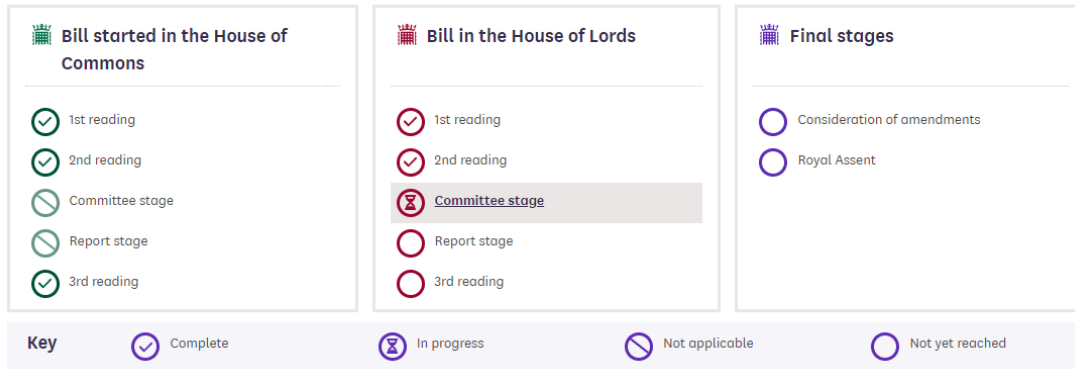 Bill started in the House of
Commons
1st reading
2nd reading
Committee stage
Report stage
3rd reading
Bill in the House of Lords
1st reading
2nd reading
Committee stage
Report stage
3rd reading
Final stages
Consideration of amendments
Royal Assent
Key
Complete
In progress
Not applicable
Not yet reached